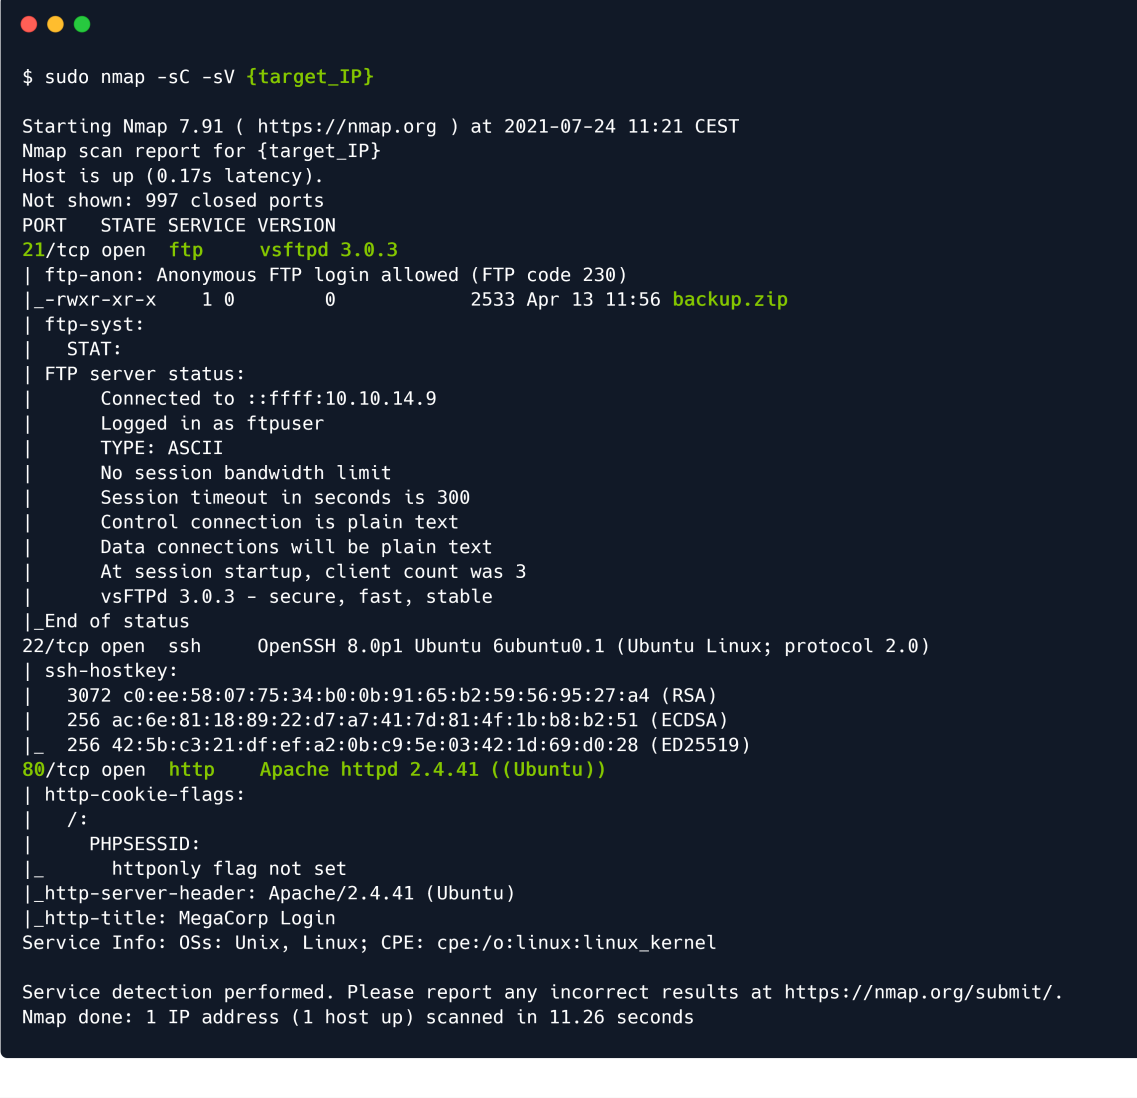 $ sudo nmap -sC -sV {target_IP}
Starting Nmap 7.91 ( https://nmap.org ) at 2021-07-24 11:21 CEST
Nmap scan report for {target_IP}
Host is up (0.17s latency).
Not shown: 997 closed ports
PORT   STATE SERVICE VERSION
21/tcp open  ftp     vsftpd 3.0.3
| ftp-anon: Anonymous FTP login allowed (FTP code 230)
|_-rwxr-xr-x    1 0        0            2533 Apr 13 11:56 backup.zip
| ftp-syst:
|   STAT:
| FTP server status:
|      Connected to ::ffff:10.10.14.9
|      Logged in as ftpuser
|      TYPE: ASCII
|      No session bandwidth limit
|      Session timeout in seconds is 300
|      Control connection is plain text
|      Data connections will be plain text
|      At session startup, client count was 3
|      vsFTPd 3.0.3 - secure, fast, stable
|_End of status
22/tcp open  ssh     OpenSSH 8.0p1 Ubuntu 6ubuntu0.1 (Ubuntu Linux; protocol 2.0)
| ssh-hostkey:
|   3072 c0:ee:58:07:75:34:b0:0b:91:65:b2:59:56:95:27:a4 (RSA)
|   256 ac:6e:81:18:89:22:d7:a7:41:7d:81:4f:1b:b8:b2:51 (ECDSA)
|_  256 42:5b:c3:21:df:ef:a2:0b:c9:5e:03:42:1d:69:d0:28 (ED25519)
80/tcp open  http    Apache httpd 2.4.41 ((Ubuntu))
| http-cookie-flags:
|   /:
|     PHPSESSID:
|_      httponly flag not set
|_http-server-header: Apache/2.4.41 (Ubuntu)
|_http-title: MegaCorp Login
Service Info: OSs: Unix, Linux; CPE: cpe:/o:linux:linux_kernel
Service detection performed. Please report any incorrect results at https://nmap.org/submit/.
Nmap done: 1 IP address (1 host up) scanned in 11.26 seconds